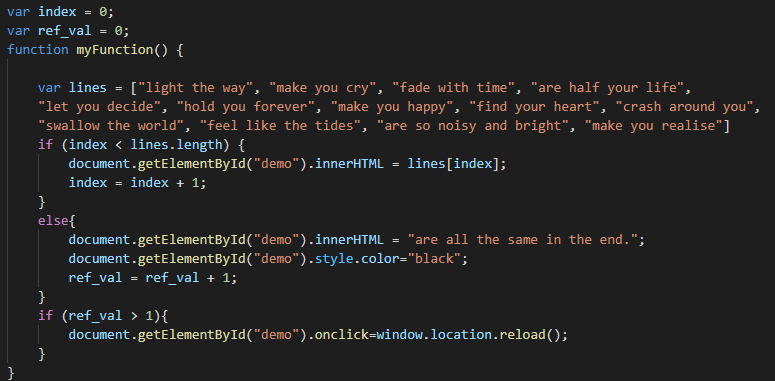 var index = 0;
var ref_val = 0;
function myFunction() {
var lines = ["light the way", "make you cry", "fade with time", "are half your life",
"let you decide", "hold you forever", "make you happy", "find your heart", "crash around you",
"swallow the world", "feel like the tides", "are so noisy and bright", "make you realise"]
if (index < lines.length) {
document.getElementById("demo").innerHTML = lines[index];
index = index + 1;
}
else{
document.getElementById("demo").innerHTML = "are all the same in the end.";
document.getElementById("demo").style.color="black";
ref_val = ref_val + 1;
}
if (ref_val > 1){
document.getElementById("demo").onclick=window.location.reload();
}
}